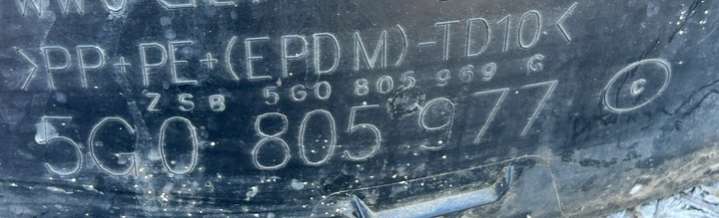 >PP+PE+(EPDM)-TD10<
ZSB 5G0 805 969 G
5G0 805 977 C